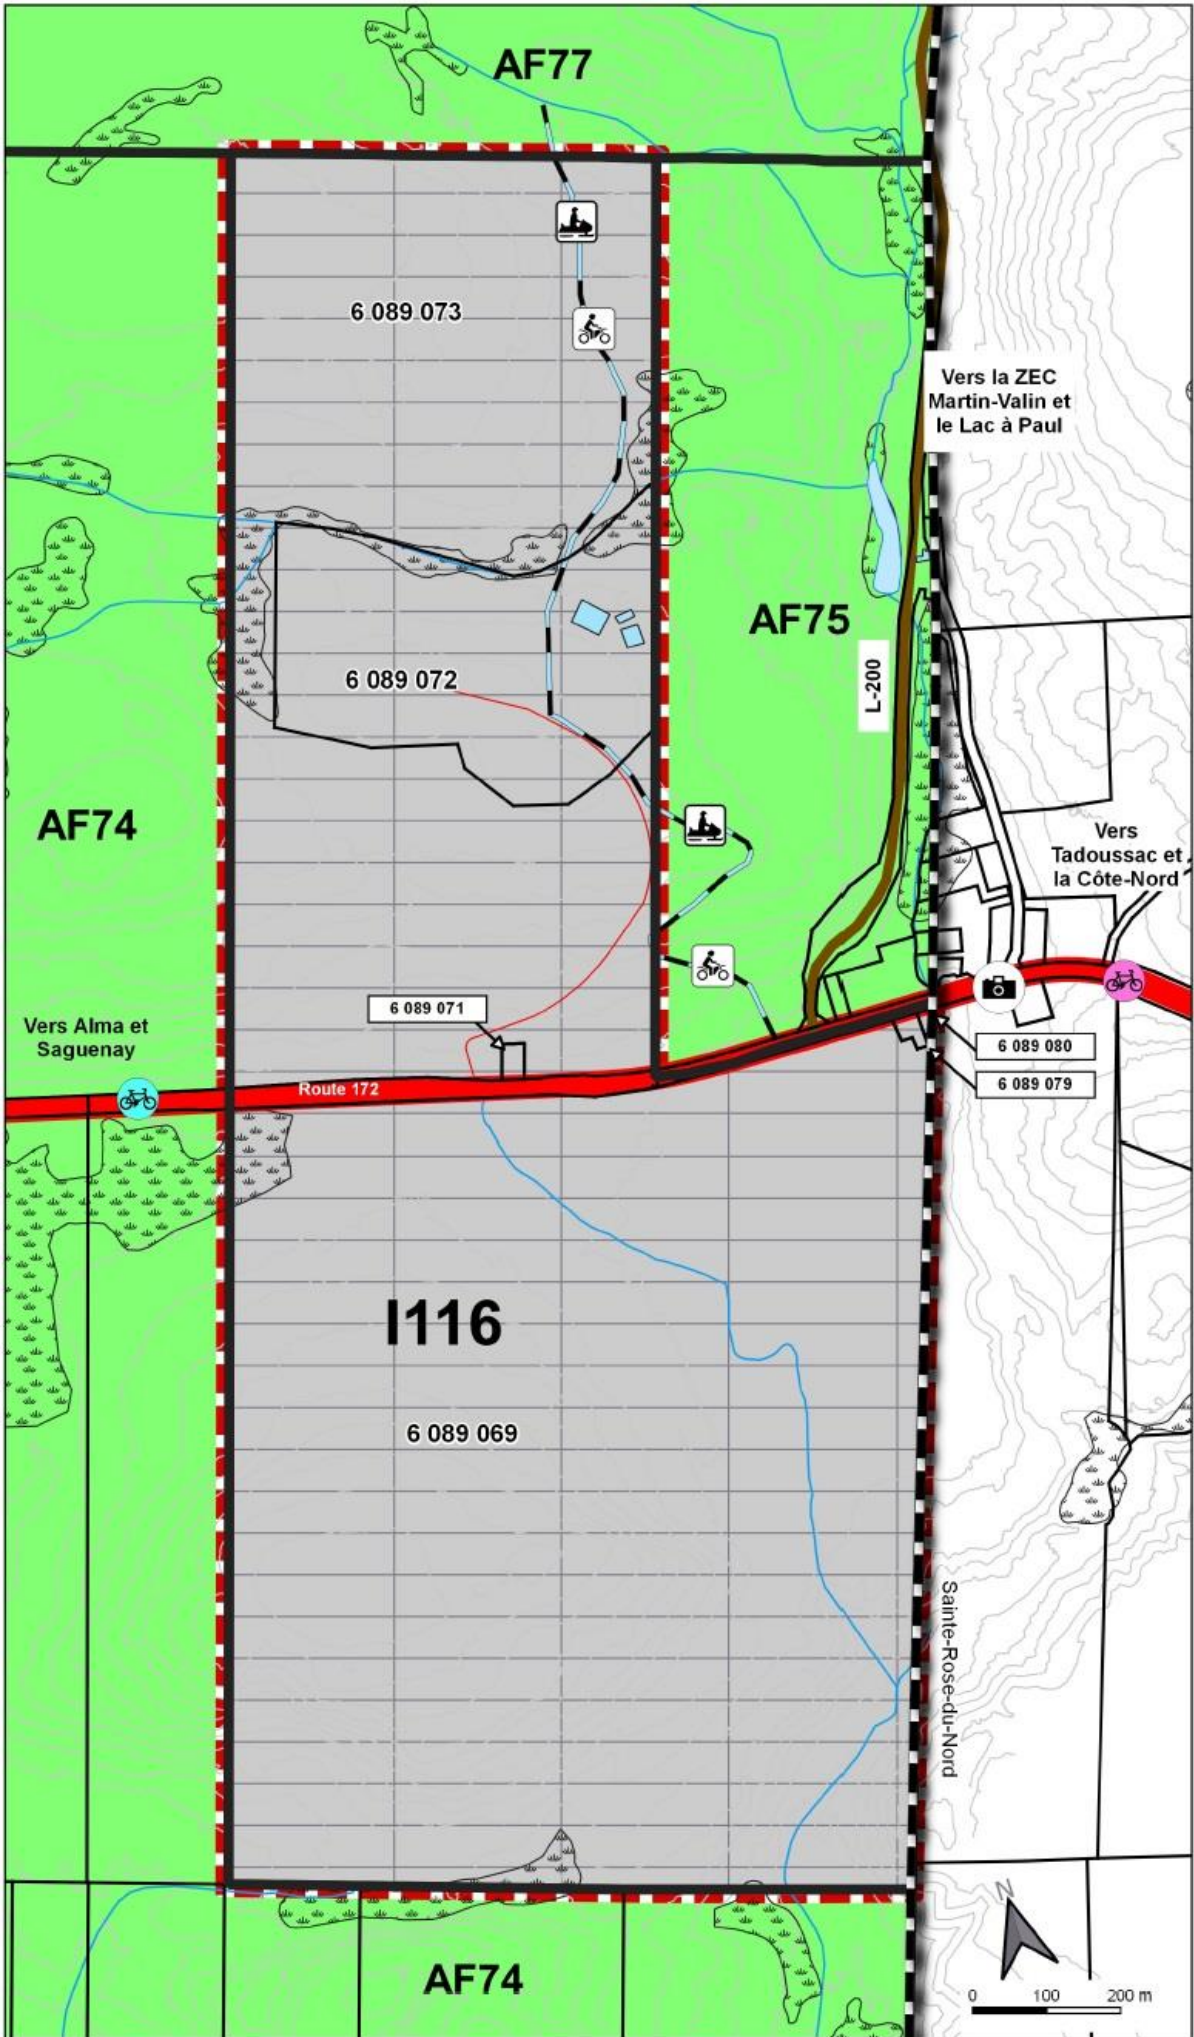 AF77
6 089 073
Vers la ZEC
Martin-Valin et
le Lac à Paul
AF75
L-200
6 089 072
AF74
Vers
Tadoussac et
la Côte-Nord
6 089 071
Vers Alma et
Saguenay
6 089 080
6 089 079
Route 172
I116
6 089 069
Sainte-Rose-du-Nord
N
AF74
0 100 200 m